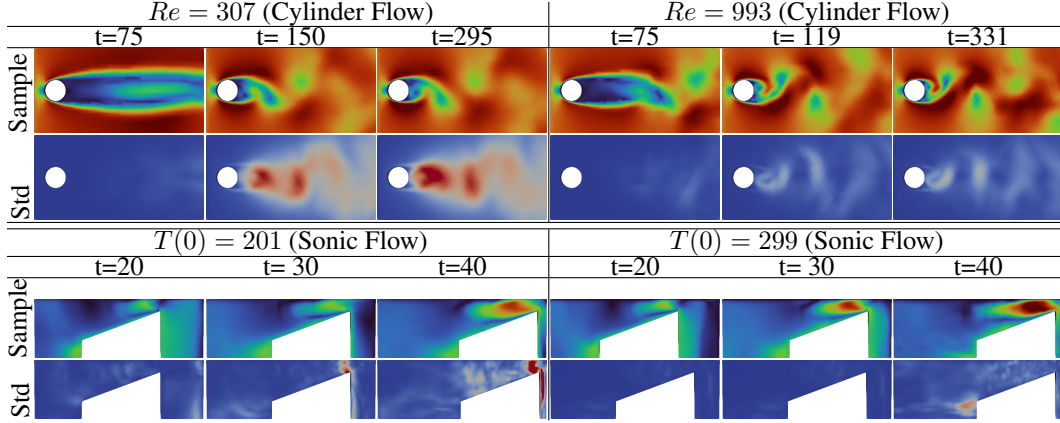 Re = 307 (Cylinder Flow) Re = 993 (Cylinder Flow)
t=75 t= 150 t=295 t=75 t= 119 t=331
Sample
Std
T(0) = 201 (Sonic Flow) T(0) = 299 (Sonic Flow)
t=20 t= 30 t=40 t=20 t= 30 t=40
Sample
Std